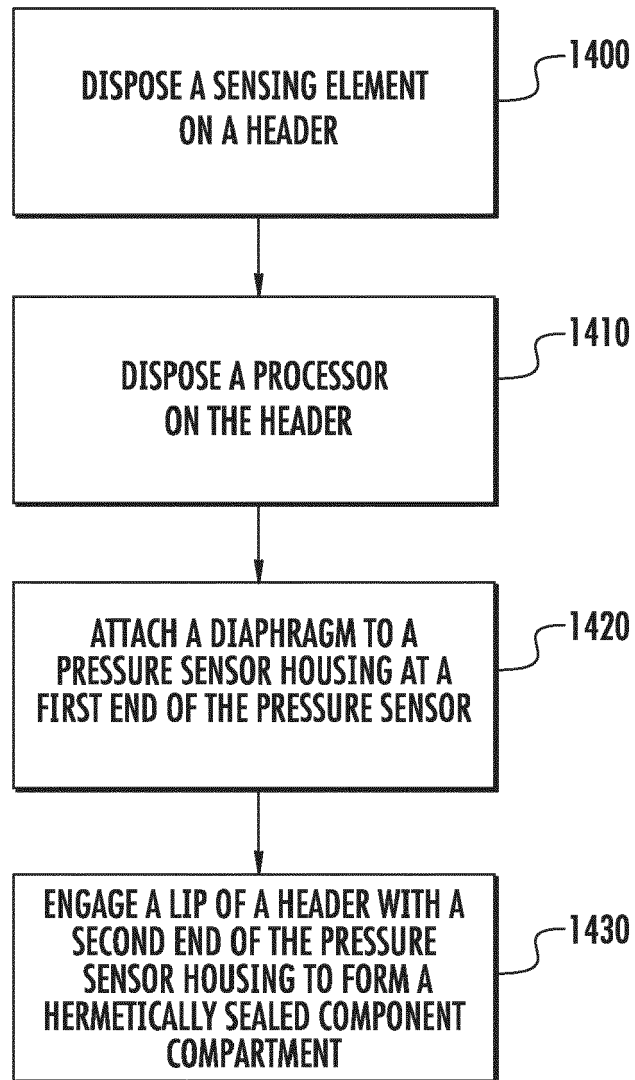 DISPOSE A SENSING ELEMENT
ON A HEADER
1400
DISPOSE A PROCESSOR
ON THE HEADER
1410
ATTACH A DIAPHRAGM TO A
PRESSURE SENSOR HOUSING AT A
FIRST END OF THE PRESSURE SENSOR
1420
ENGAGE A LIP OF A HEADER WITH A
SECOND END OF THE PRESSURE
SENSOR HOUSING TO FORM A
HERMETICALLY SEALED COMPONENT
COMPARTMENT
1430